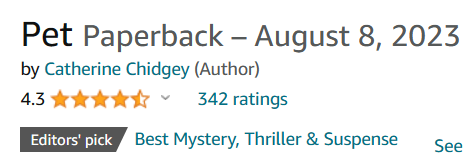 Pet Paperback – August 8, 2023
by Catherine Chidgey (Author)
4.3 342 ratings
Editors' pick Best Mystery, Thriller & Suspense See